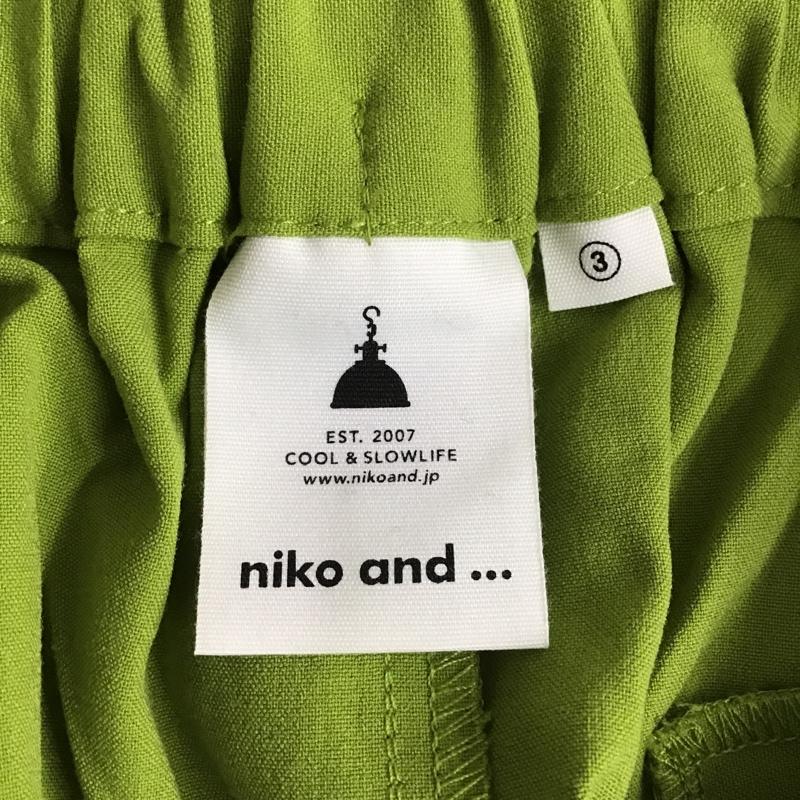 ③
EST. 2007
COOL & SLOWLIFE
www.nikoand.jp
niko and ...